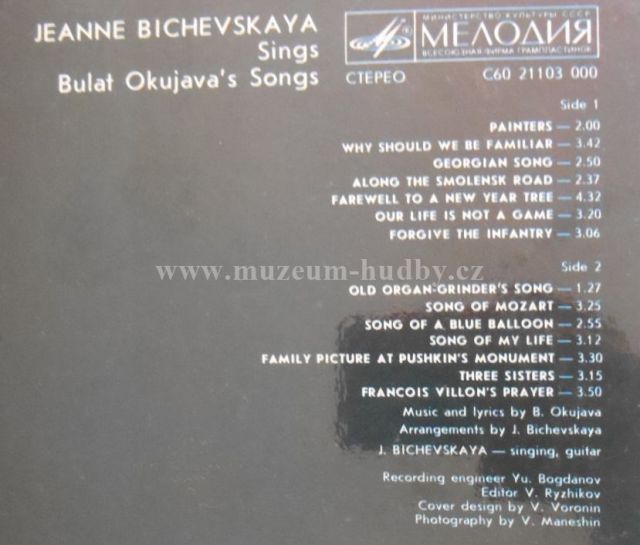 JEANNE BICHEVSKAYA
Sings
Bulat Okujava's Songs
МИНИСТЕРСТВО КУЛЬТУРЫ СССР
МЕЛОДИЯ
ВСЕСОЮЗНАЯ ФИРМА ГРАМПЛАСТИНОК
СТЕРЕО С60 21103 000
Side 1
PAINTERS — 2.00
WHY SHOULD WE BE FAMILIAR — 3.42
GEORGIAN SONG — 2.50
ALONG THE SMOLENSK ROAD — 2.37
FAREWELL TO A NEW YEAR TREE — 4.32
OUR LIFE IS NOT A GAME — 3.20
FORGIVE THE INFANTRY — 3.06
www.muzeum-hudby.cz
Side 2
OLD ORGAN-GRINDER'S SONG — 1.27
SONG OF MOZART — 3.25
SONG OF A BLUE BALLOON — 2.55
SONG OF MY LIFE — 3.12
FAMILY PICTURE AT PUSHKIN'S MONUMENT — 3.30
THREE SISTERS — 3.15
FRANCOIS VILLON'S PRAYER — 3.50
Music and lyrics by B. Okujava
Arrangements by J. Bichevskaya
J. BICHEVSKAYA — singing, guitar
Recording engineer Yu. Bogdanov
Editor V. Ryzhikov
Cover design by V. Voronin
Photography by V. Maneshin